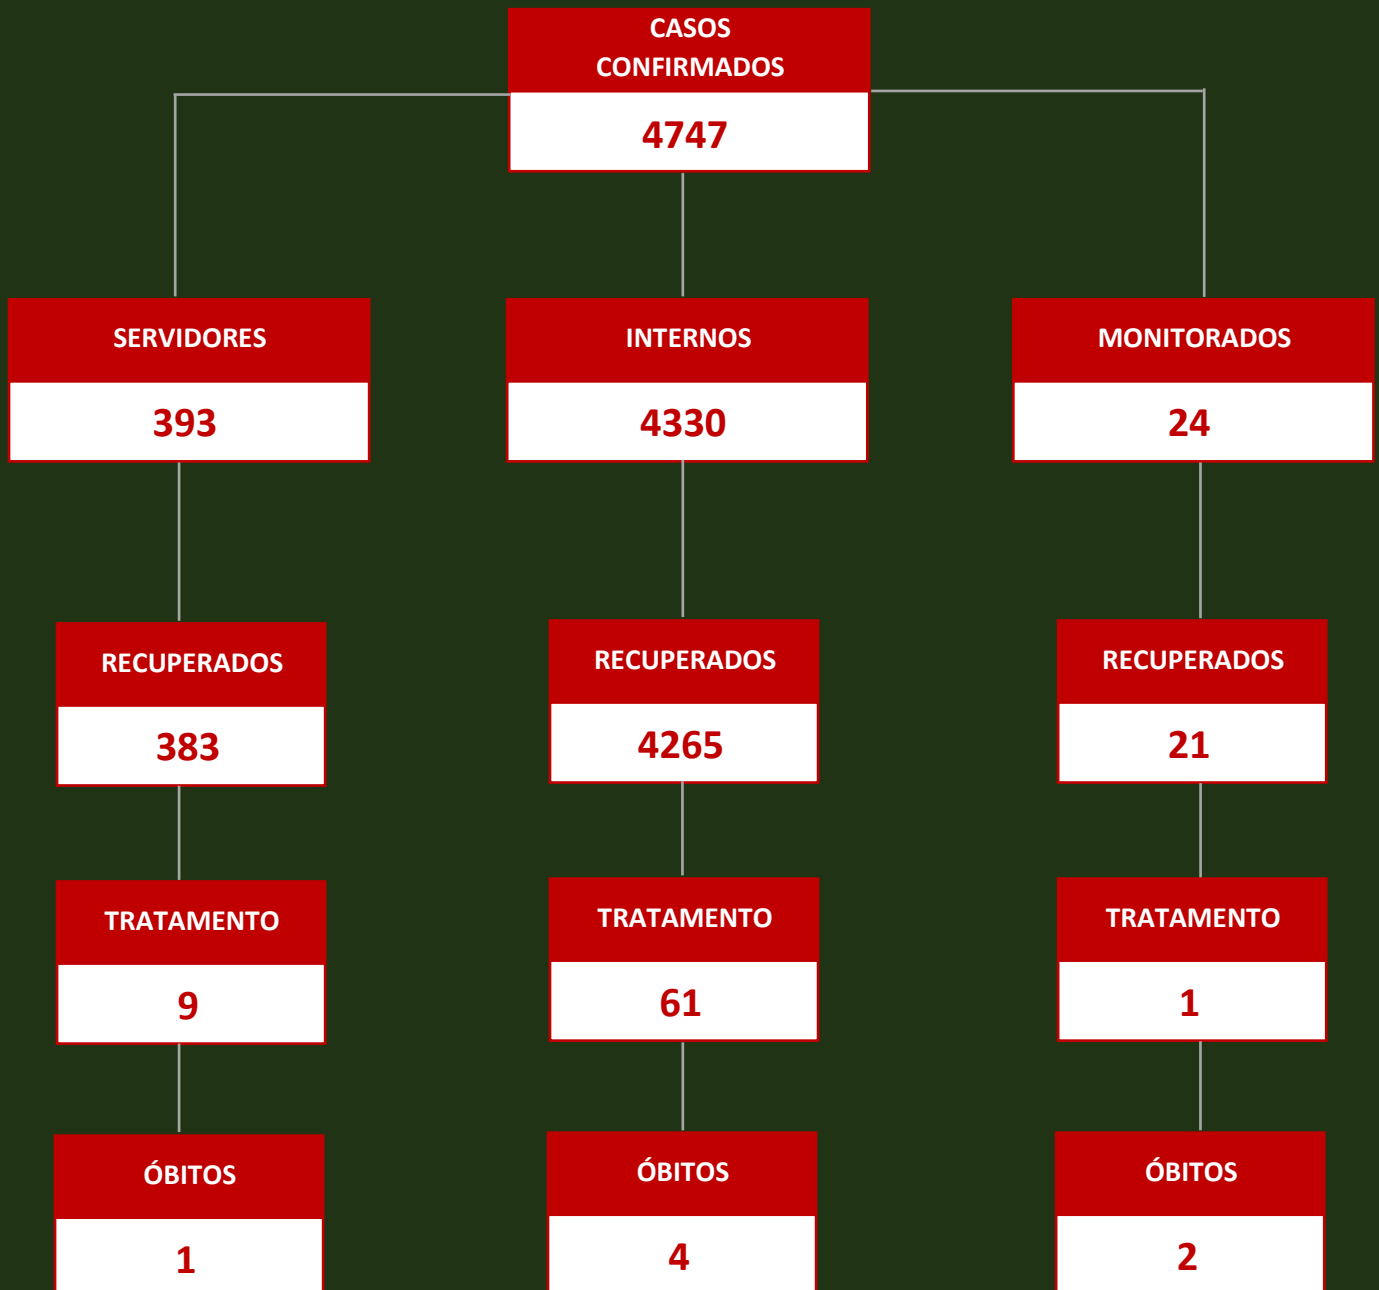 CASOS
CONFIRMADOS
4747
SERVIDORES
INTERNOS
MONITORADOS
393
4330
24
RECUPERADOS
RECUPERADOS
RECUPERADOS
383
4265
21
TRATAMENTO
TRATAMENTO
TRATAMENTO
9
61
1
ÓBITOS
ÓBITOS
ÓBITOS
1
4
2